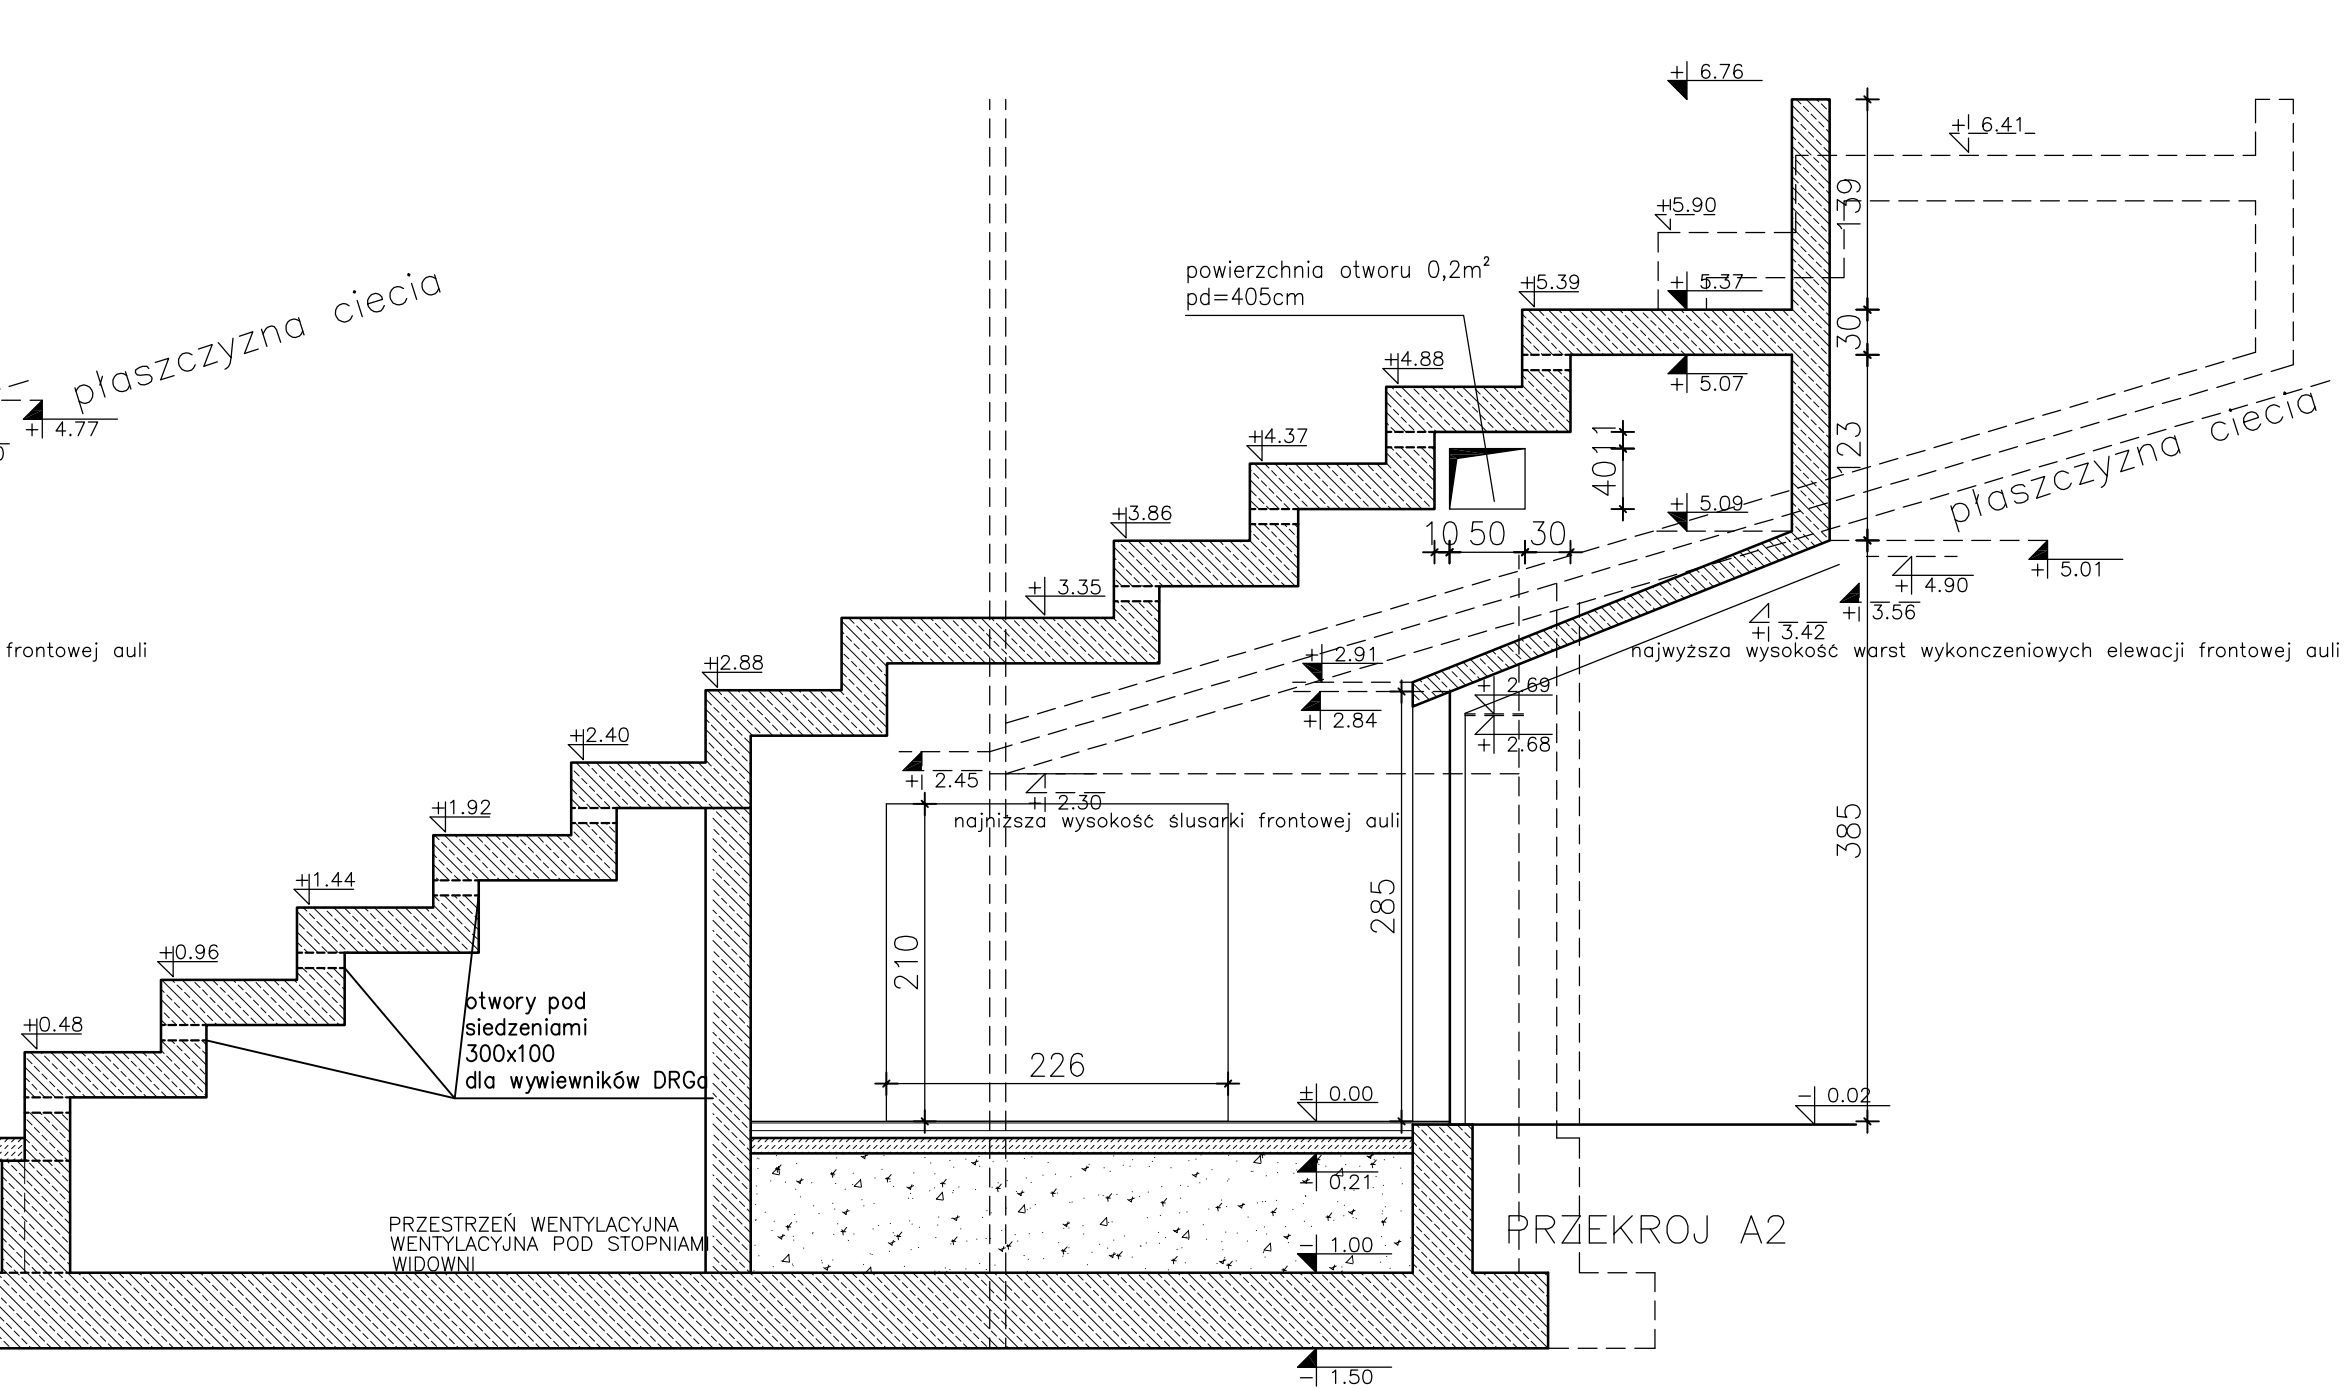 + 6.76
+ 6.41
139
+5.90
powierzchnia otworu 0,2m²
pd=405cm
+5.39
+ 5.37
płaszczyzna ciecia
30
+4.88
+ 5.07
+ 4.77
+4.37
11
40
123
płaszczyzna ciecia
+3.86
+ 5.09
10 50 30
+ 5.01
+ 3.35
+ 4.90
+ 3.56
+ 3.42
frontowej auli
najwyższa wysokość warst wykonczeniowych elewacji frontowej auli
+2.88
+ 2.91
+ 2.69
+ 2.84
+2.40
+ 2.68
+ 2.45
+ 2.30
+1.92
najniższa wysokość ślusarki frontowej auli
385
+1.44
285
+0.96
210
otwory pod
siedzeniami
300x100
dla wywiewników DRGa
+0.48
226
± 0.00
- 0.02
- 0.21
PRZESTRZEŃ WENTYLACYJNA
WENTYLACYJNA POD STOPNIAMI
WIDOWNI
- 1.00
PRZEKROJ A2
- 1.50